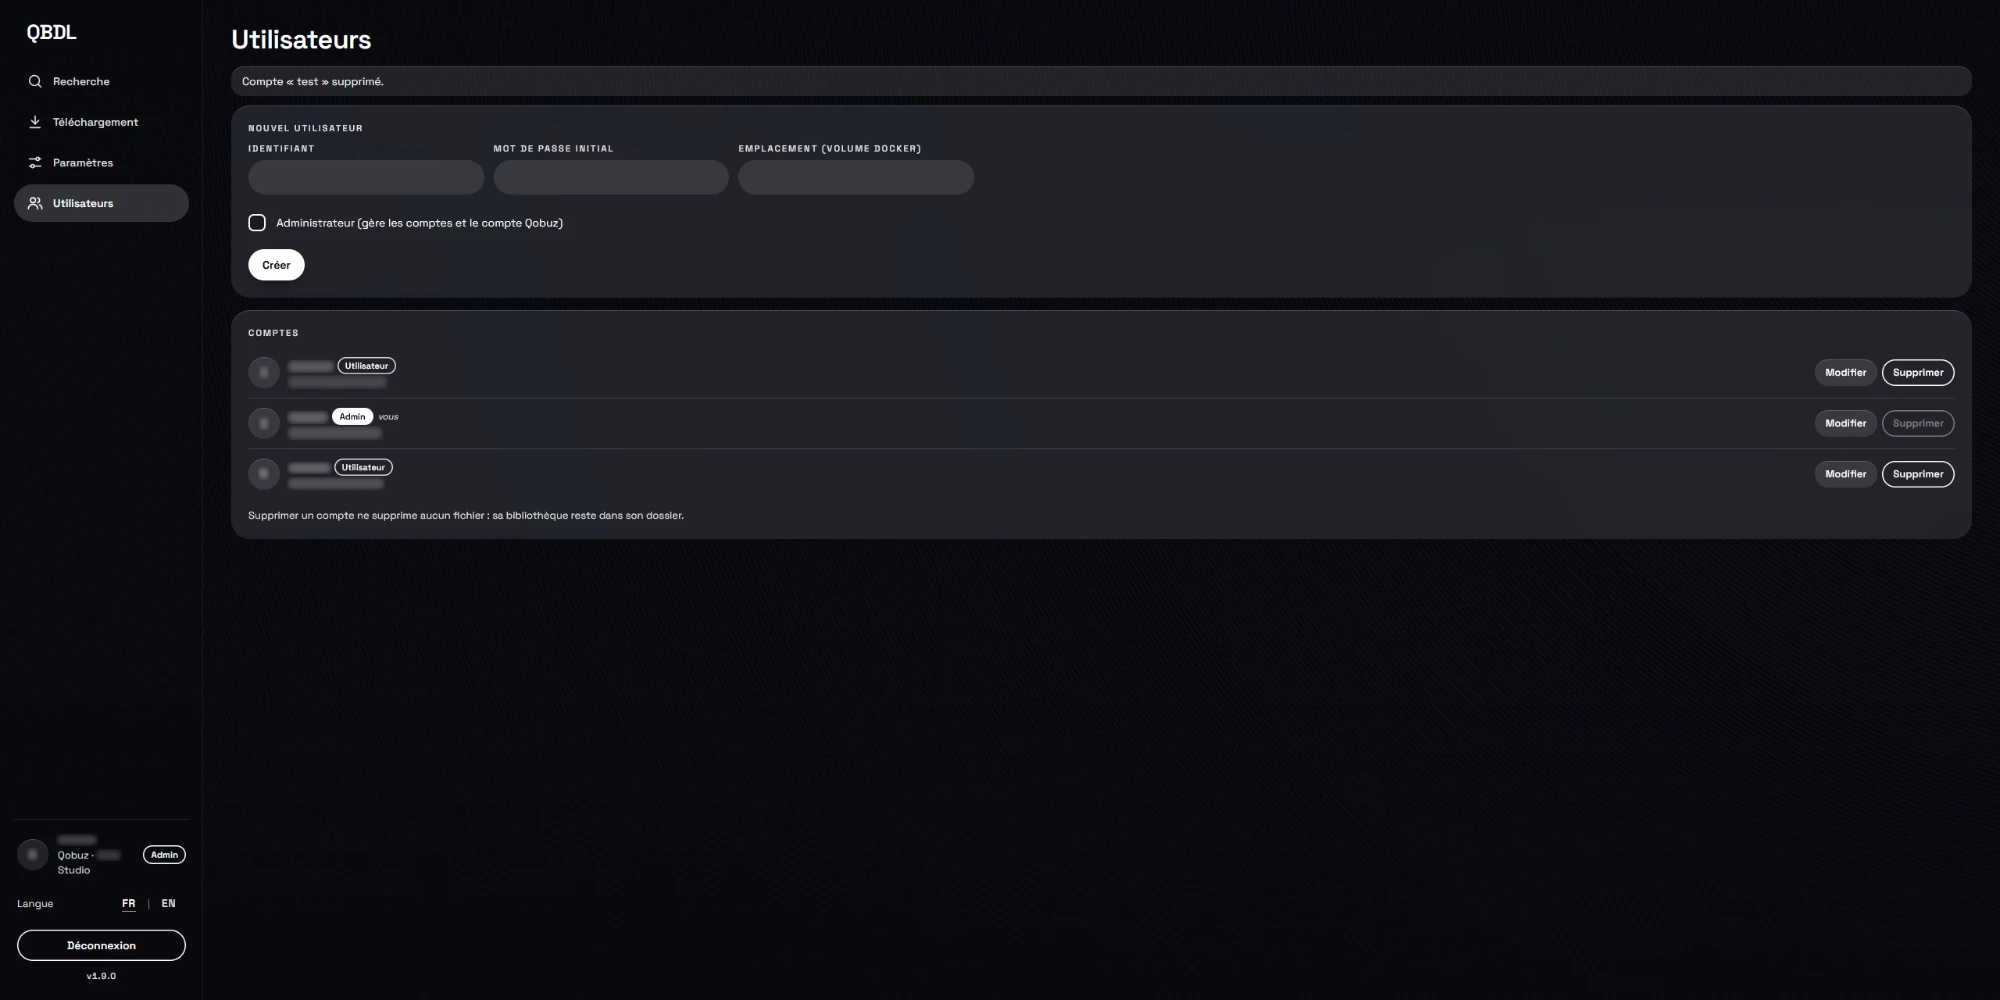 QBDL
Recherche
Téléchargement
Paramètres
Utilisateurs
Utilisateurs
Compte « test » supprimé.
NOUVEL UTILISATEUR
IDENTIFIANT
MOT DE PASSE INITIAL
EMPLACEMENT (VOLUME DOCKER)
Administrateur (gère les comptes et le compte Qobuz)
Créer
COMPTES
Utilisateur
Modifier
Supprimer
Admin vous
Modifier
Supprimer
Utilisateur
Modifier
Supprimer
Supprimer un compte ne supprime aucun fichier : sa bibliothèque reste dans son dossier.
Qobuz ·
Studio
Admin
Langue
FR | EN
Déconnexion
v1.9.0